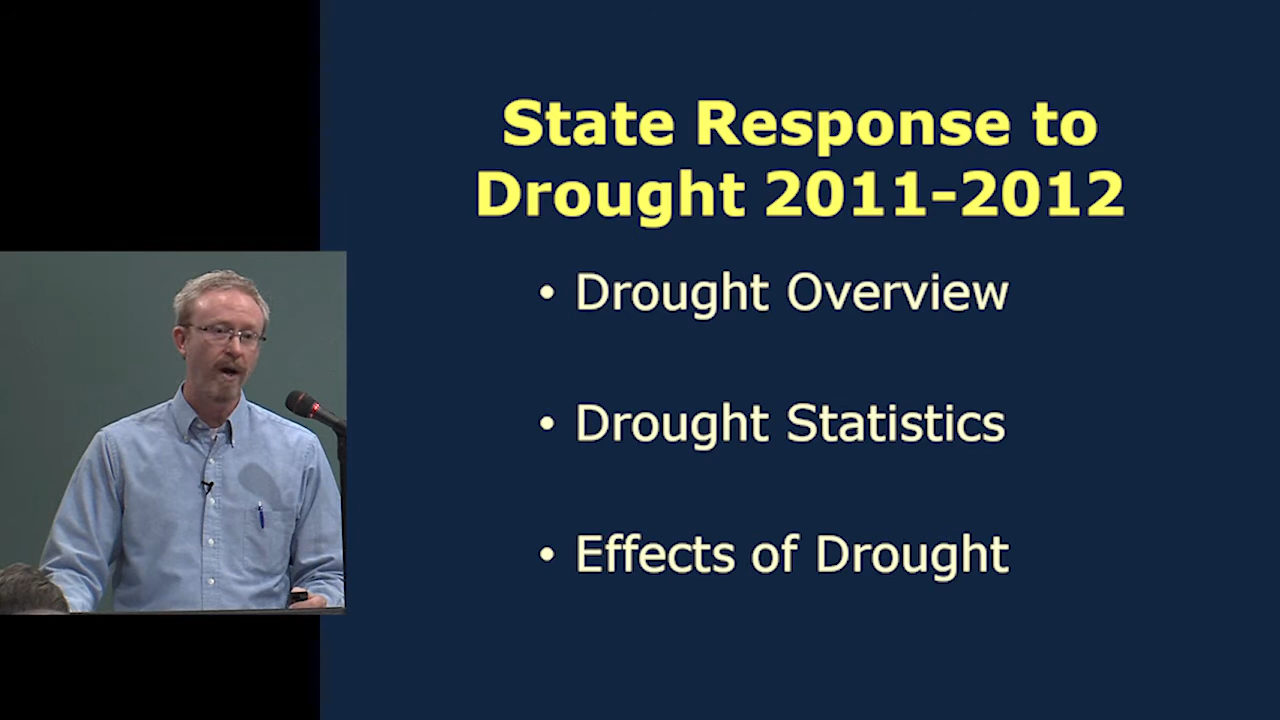 State Response to
Drought 2011-2012
• Drought Overview
• Drought Statistics
• Effects of Drought